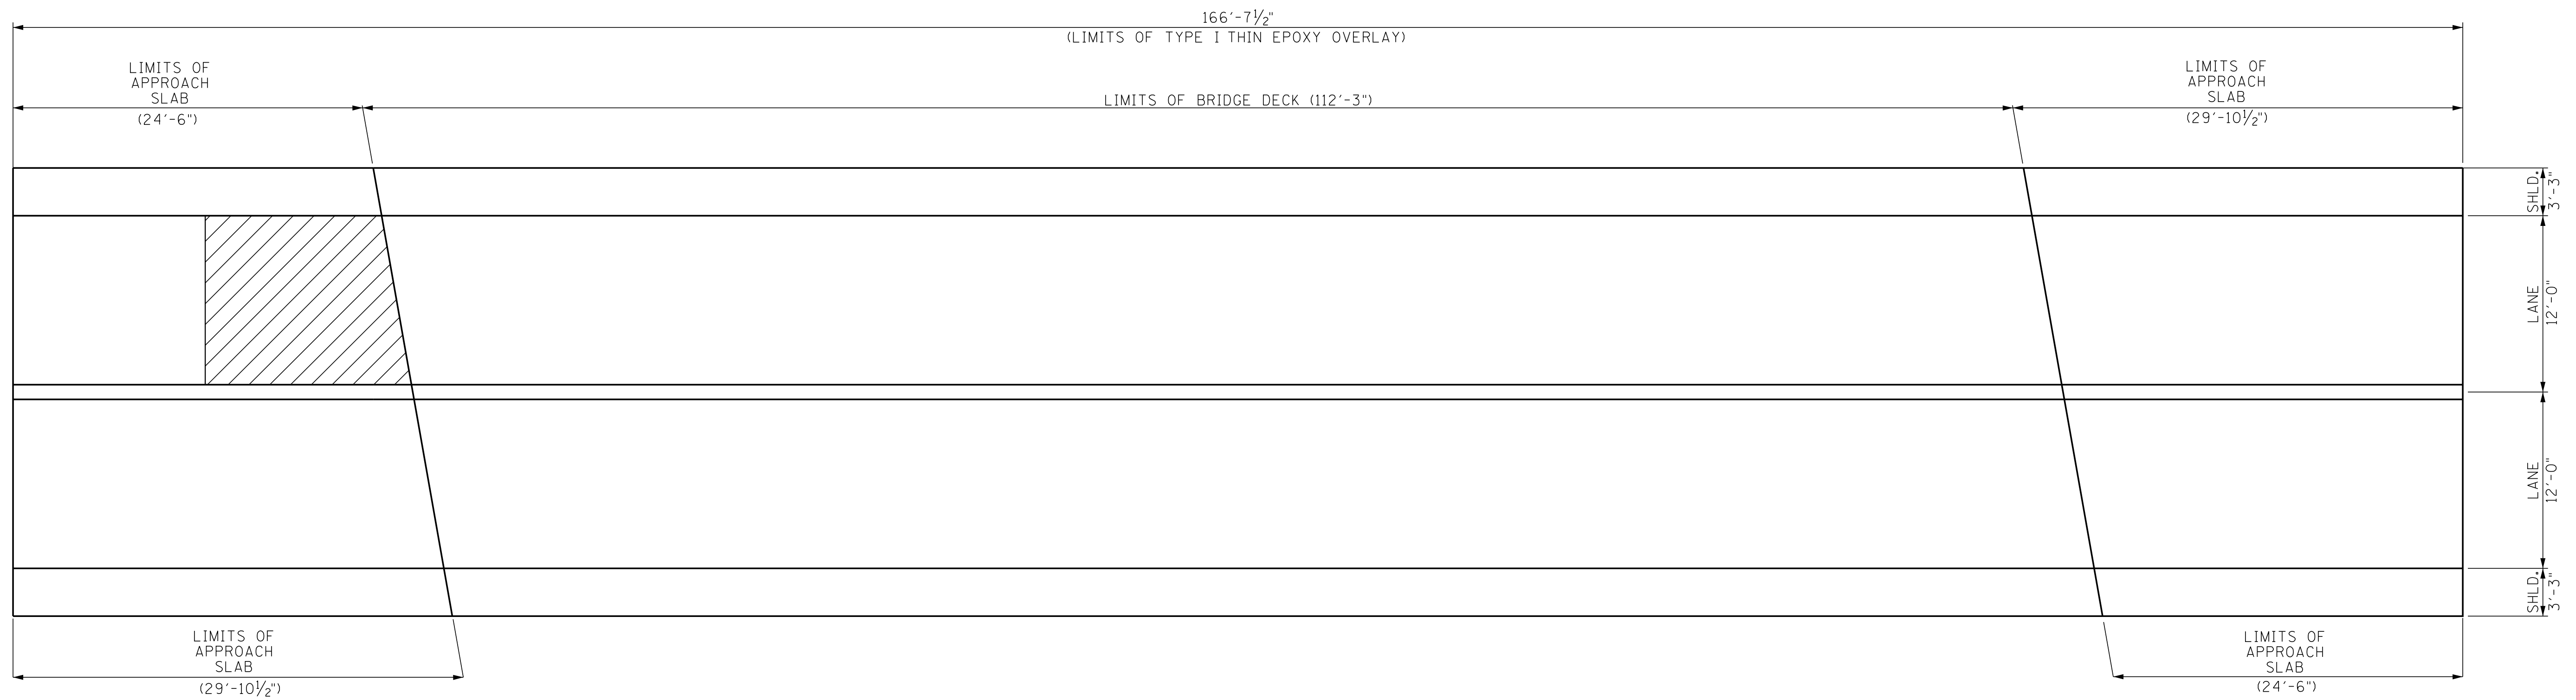 166'-7½"
(LIMITS OF TYPE I THIN EPOXY OVERLAY)
LIMITS OF
APPROACH
SLAB
(24'-6")
LIMITS OF BRIDGE DECK (112'-3")
LIMITS OF
APPROACH
SLAB
(29'-10½")
SHLD.
3'-3"
LANE
12'-0"
LANE
12'-0"
SHLD.
3'-3"
LIMITS OF
APPROACH
SLAB
(29'-10½")
LIMITS OF
APPROACH
SLAB
(24'-6")